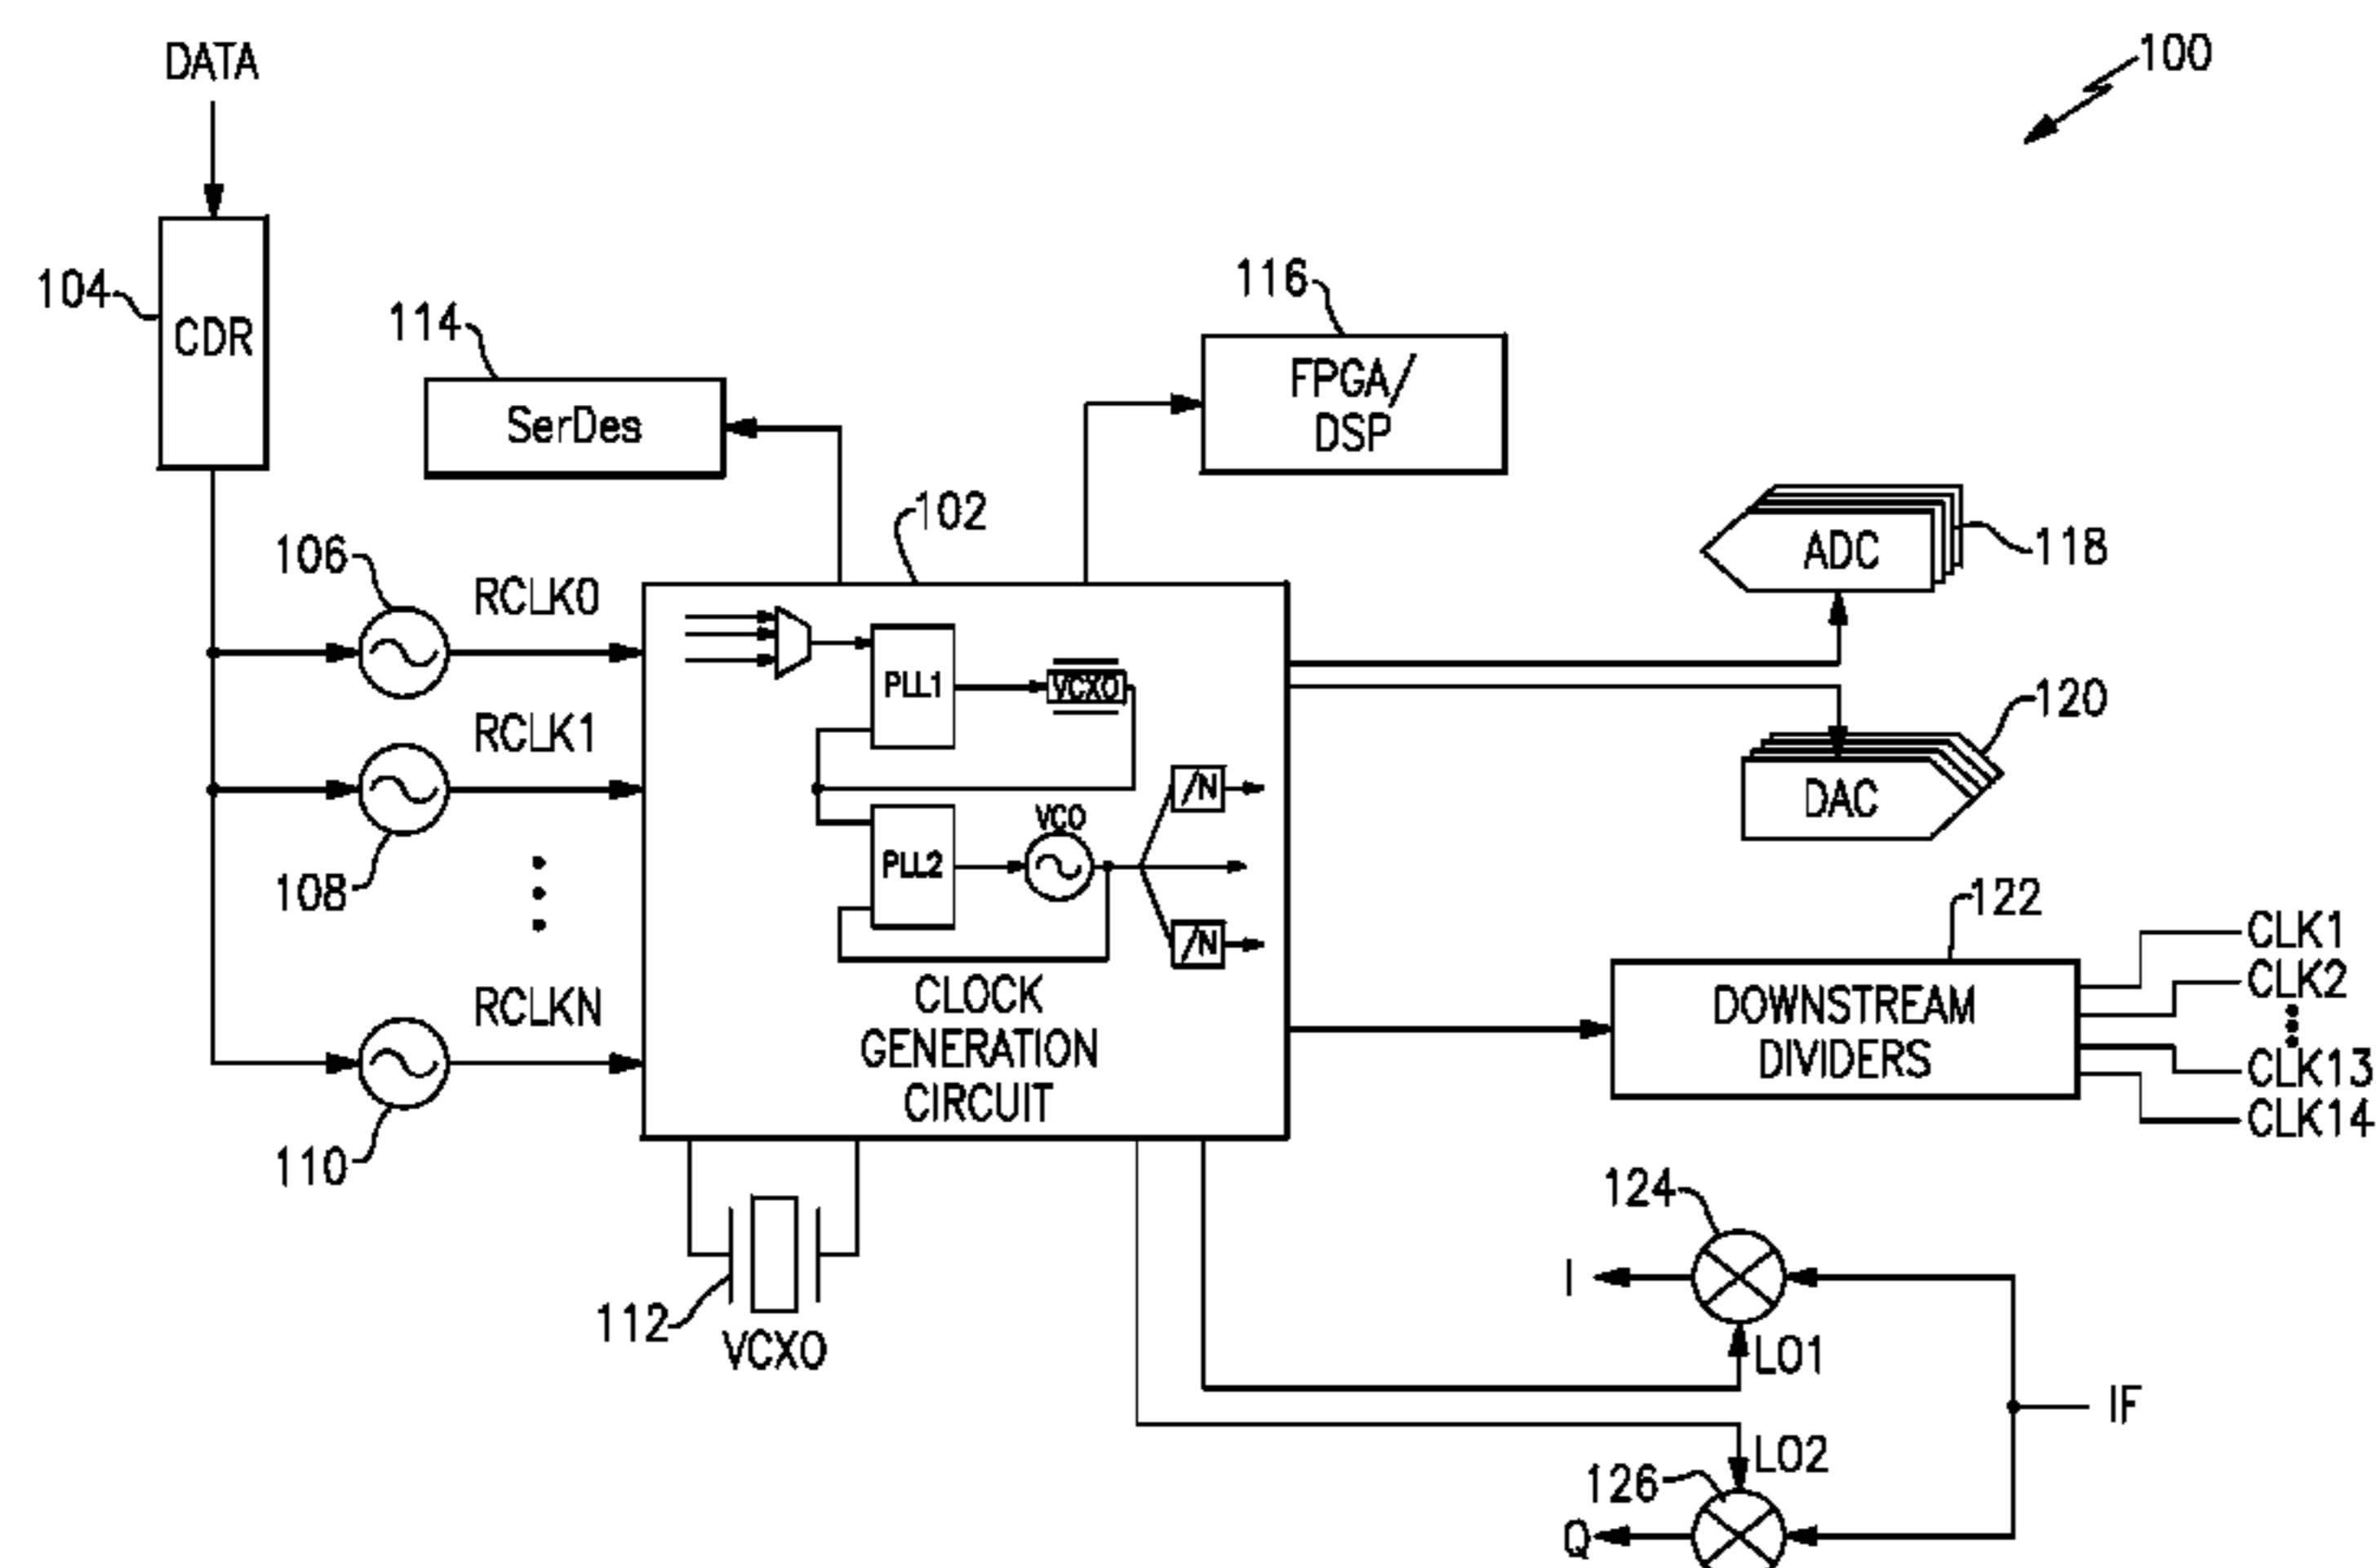 DATA
100
104
CDR
114
SerDes
116
FPGA/
DSP
102
106
RCLK0
ADC
118
PLL1
VCXO
120
RCLK1
DAC
/N
VCO
108
PLL2
122
/N
CLK1
CLK2
CLK13
CLK14
RCLKN
CLOCK
GENERATION
CIRCUIT
DOWNSTREAM
DIVIDERS
110
124
112
VCXO
I
LO1
IF
LO2
126
Q